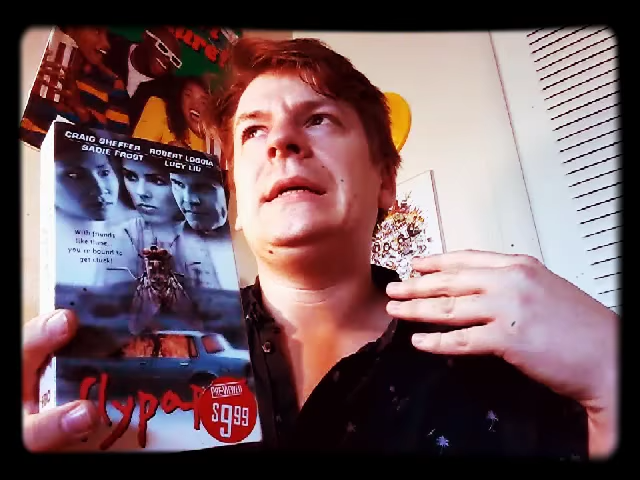 CRAIG SHEFFER
ROBERT LOGGIA
SADIE FROST
LUCY LIU
with friends
like these...
you're bound to
get stuck!
flypap
PRE-VIEWED
$9.99